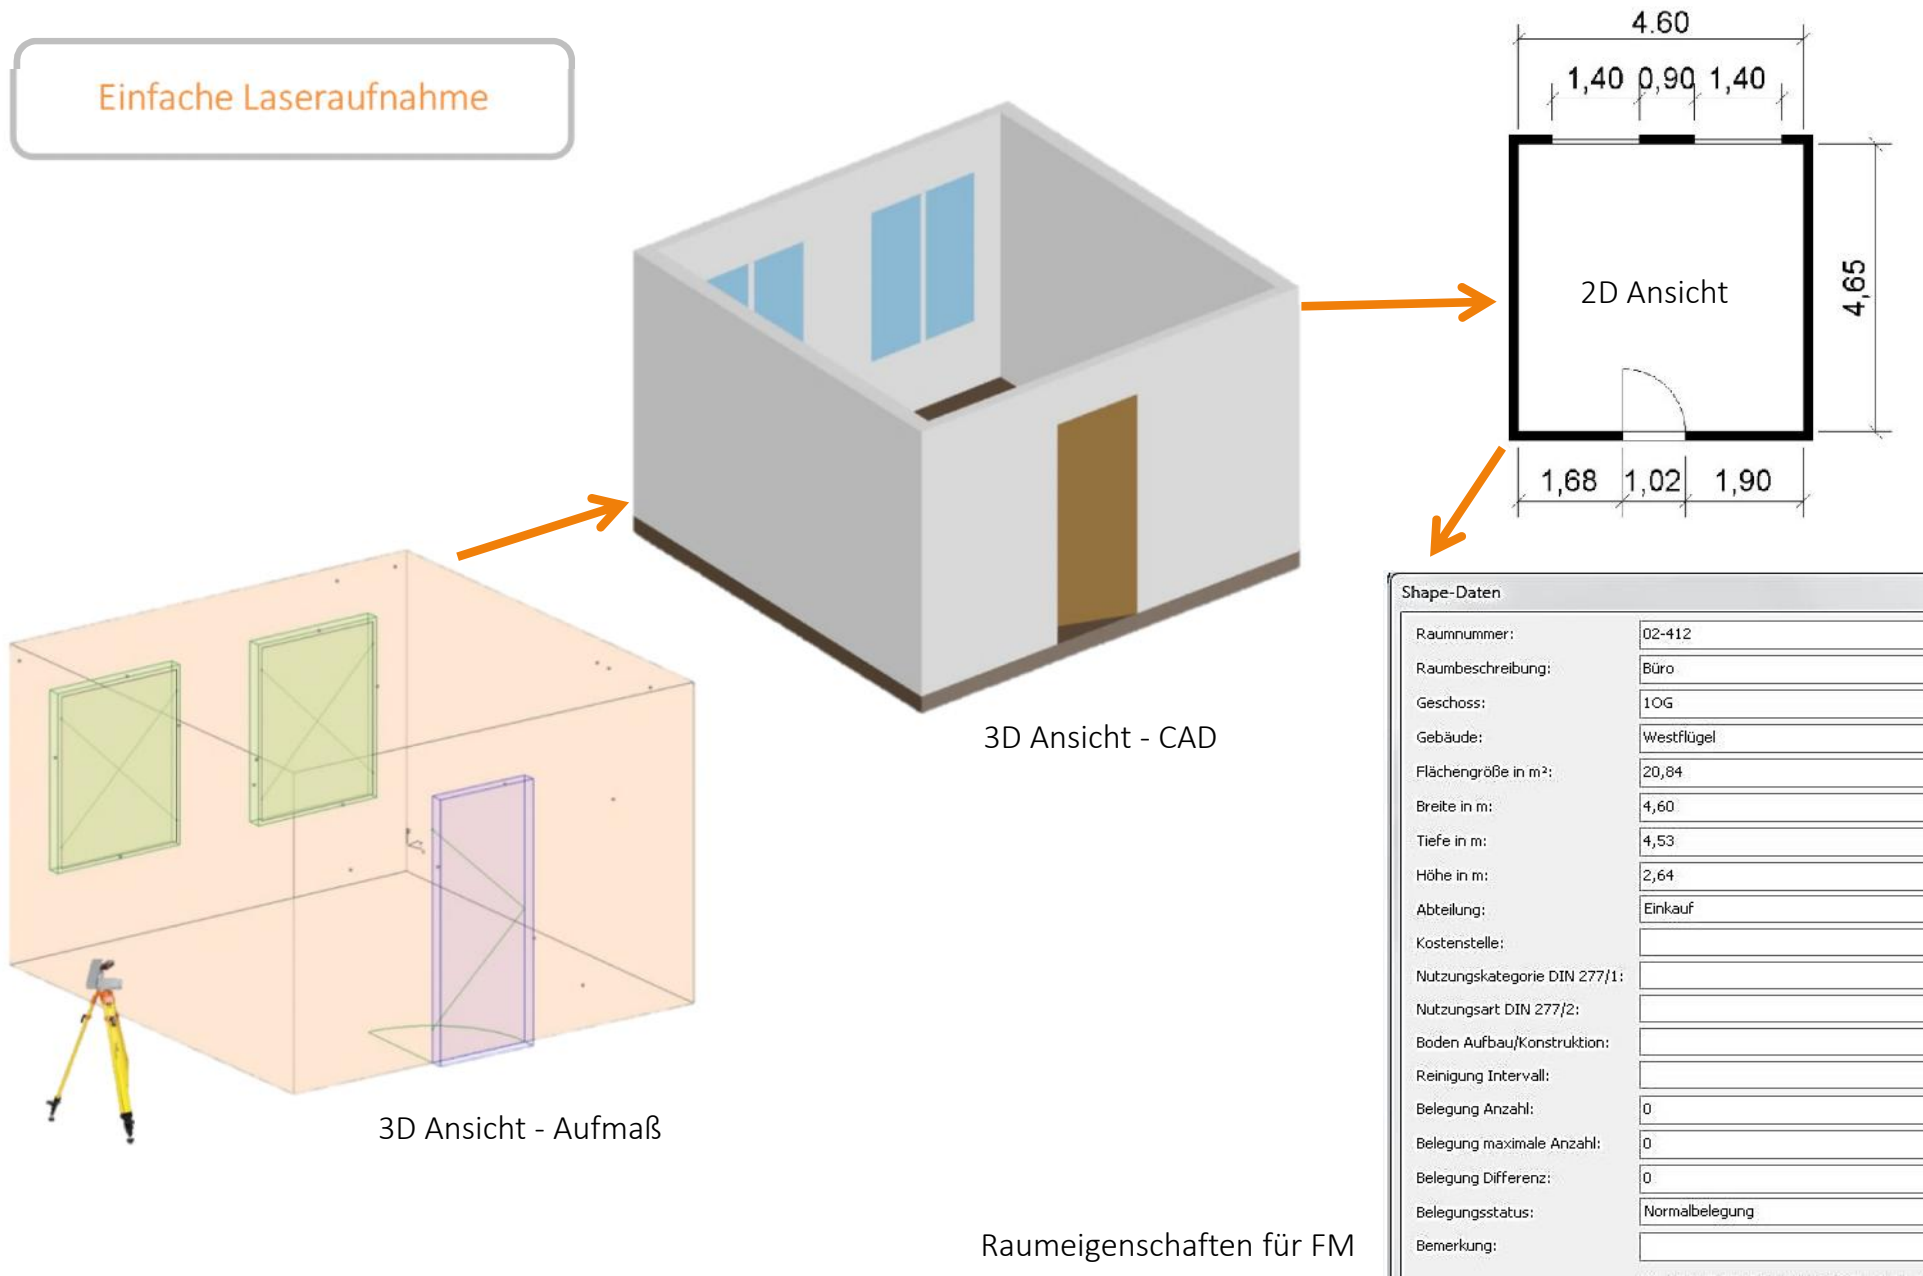 Einfache Laseraufnahme
4.60
1,40 0,90 1,40
2D Ansicht
4,65
1,68 1,02 1,90
3D Ansicht - CAD
3D Ansicht - Aufmaß
Shape-Daten
Raumnummer: 02-412
Raumbeschreibung: Büro
Geschoss: 1OG
Gebäude: Westflügel
Flächengröße in m²: 20,84
Breite in m: 4,60
Tiefe in m: 4,53
Höhe in m: 2,64
Abteilung: Einkauf
Kostenstelle:
Nutzungskategorie DIN 277/1:
Nutzungsart DIN 277/2:
Boden Aufbau/Konstruktion:
Reinigung Intervall:
Belegung Anzahl: 0
Belegung maximale Anzahl: 0
Belegung Differenz: 0
Belegungsstatus: Normalbelegung
Bemerkung:
Raumeigenschaften für FM